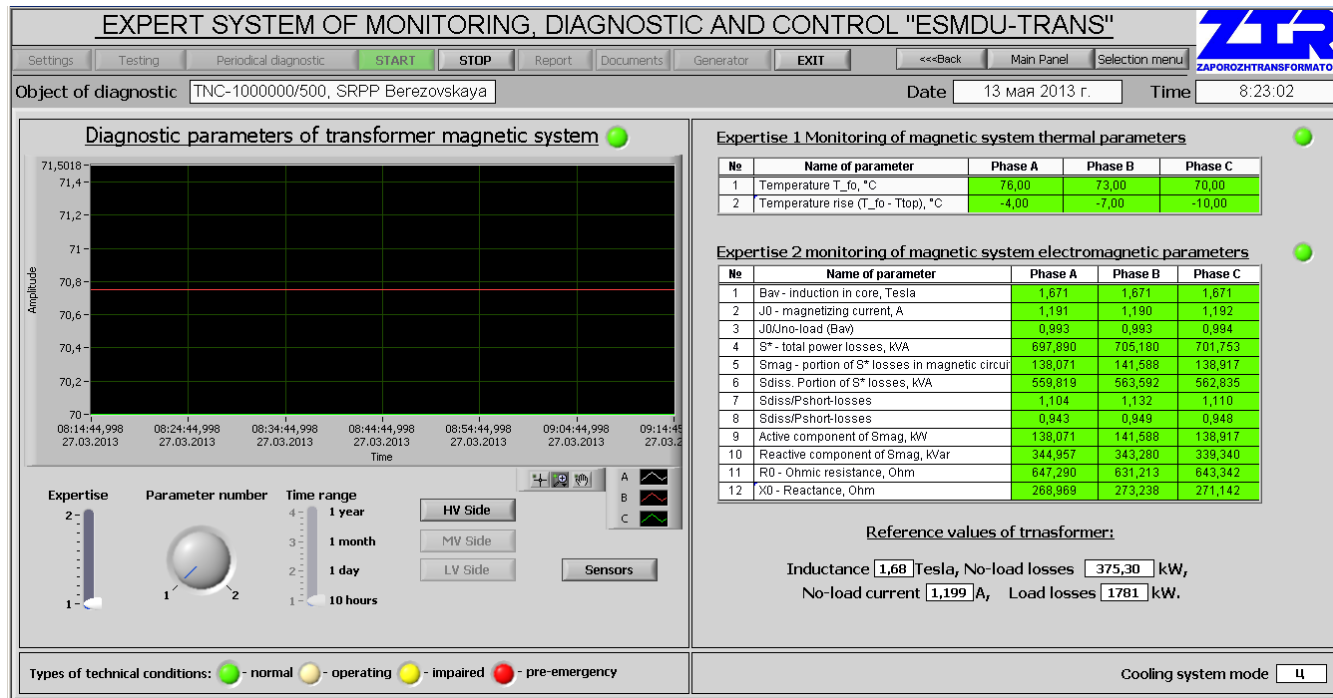 EXPERT SYSTEM OF MONITORING, DIAGNOSTIC AND CONTROL "ESMDU-TRANS"
ZTR
ZAPOROZHTRANSFORMATO
Settings Testing Periodical diagnostic START STOP Report Documents Generator EXIT <<<Back Main Panel Selection menu
Object of diagnostic TNC-1000000/500, SRPP Berezovskaya Date 13 мая 2013 г. Time 8:23:02
Diagnostic parameters of transformer magnetic system
71,5018
71,4
71,2
71
70,8
70,6
70,4
70,2
70
Amplitude
08:14:44,998 08:24:44,998 08:34:44,998 08:44:44,998 08:54:44,998 09:04:44,998 09:14:45
27.03.2013 27.03.2013 27.03.2013 27.03.2013 27.03.2013 27.03.2013 27.03.2
Time
A
B
C
Expertise Parameter number Time range
2
1
1 2
4 1 year
3 1 month
2 1 day
1 10 hours
HV Side
MV Side
LV Side
Sensors
Expertise 1 Monitoring of magnetic system thermal parameters
№ Name of parameter Phase A Phase B Phase C
1 Temperature T_fo, °C 76,00 73,00 70,00
2 Temperature rise (T_fo - Ttop), °C -4,00 -7,00 -10,00
Expertise 2 monitoring of magnetic system electromagnetic parameters
№ Name of parameter Phase A Phase B Phase C
1 Bav - induction in core, Tesla 1,671 1,671 1,671
2 J0 - magnetizing current, A 1,191 1,190 1,192
3 J0/Jno-load (Bav) 0,993 0,993 0,994
4 S* - total power losses, kVA 697,890 705,180 701,753
5 Smag - portion of S* losses in magnetic circui 138,071 141,588 138,917
6 Sdiss. Portion of S* losses, kVA 559,819 563,592 562,835
7 Sdiss/Pshort-losses 1,104 1,132 1,110
8 Sdiss/Pshort-losses 0,943 0,949 0,948
9 Active component of Smag, kW 138,071 141,588 138,917
10 Reactive component of Smag, kVar 344,957 343,280 339,340
11 R0 - Ohmic resistance, Ohm 647,290 631,213 643,342
12 X0 - Reactance, Ohm 268,969 273,238 271,142
Reference values of trnasformer:
Inductance 1,68 Tesla, No-load losses 375,30 kW,
No-load current 1,199 A, Load losses 1781 kW.
Types of technical conditions: - normal - operating - impaired - pre-emergency
Cooling system mode Ц